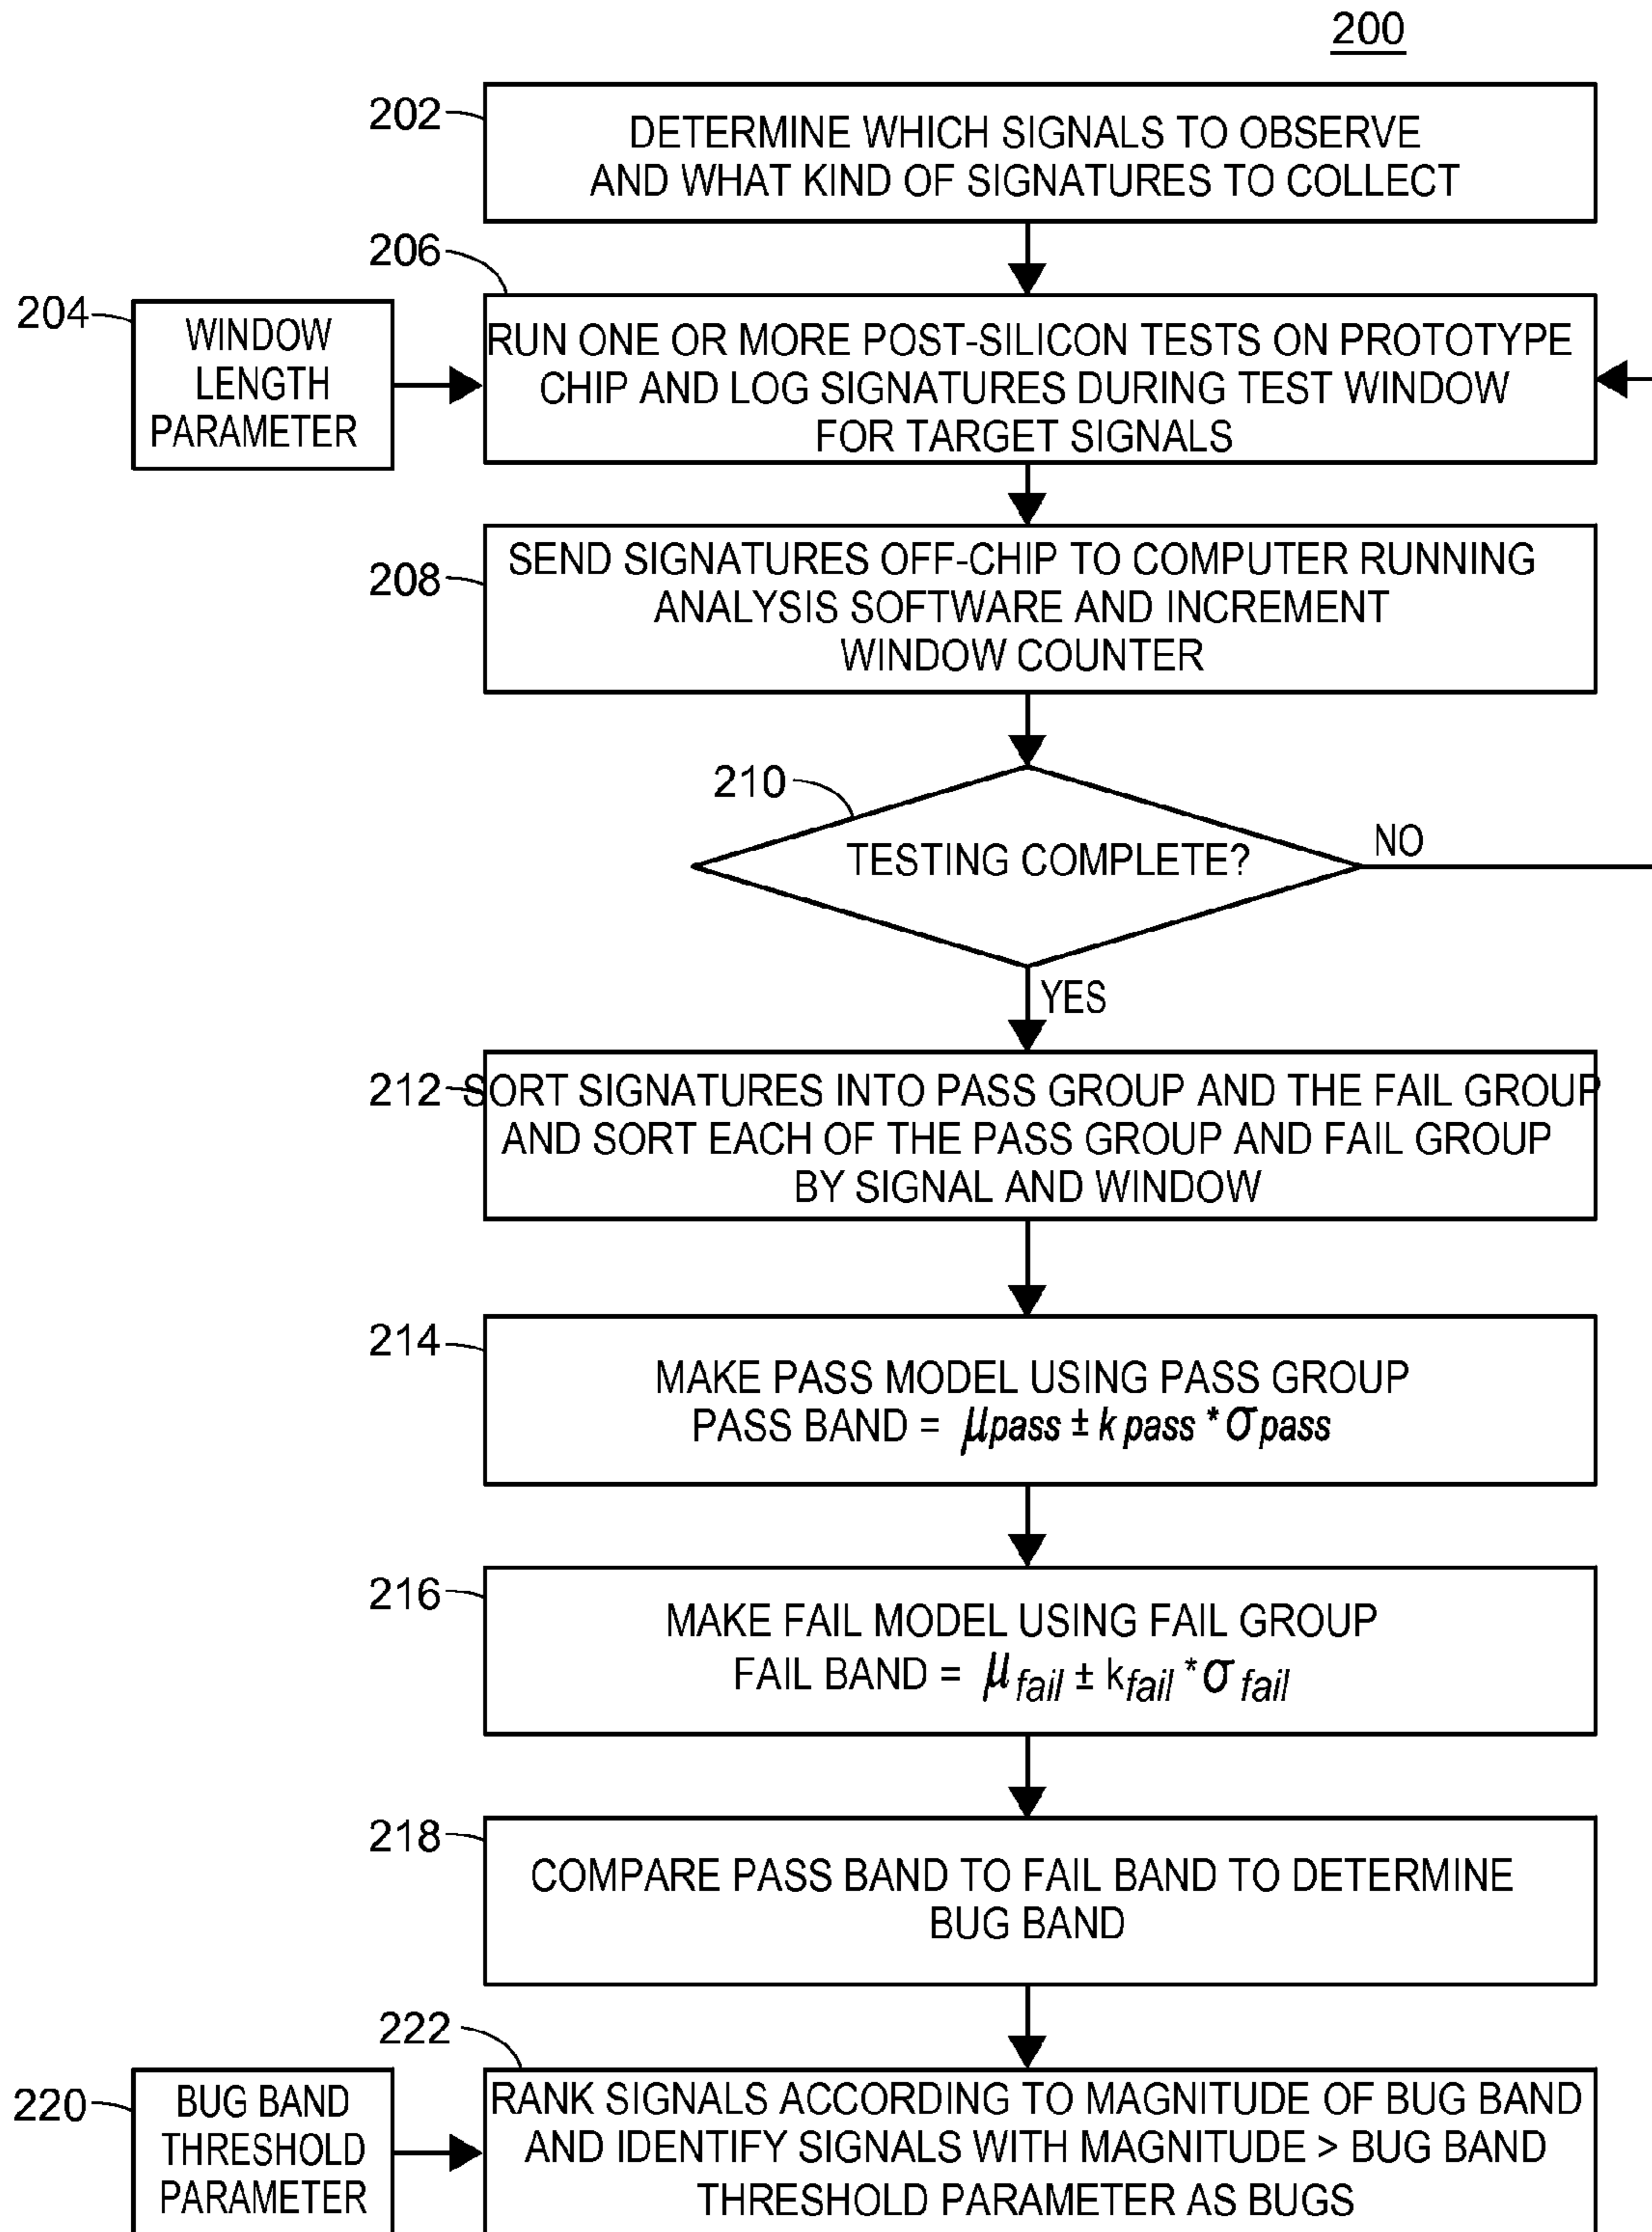 200
202
DETERMINE WHICH SIGNALS TO OBSERVE
AND WHAT KIND OF SIGNATURES TO COLLECT
206
204
WINDOW
LENGTH
PARAMETER
RUN ONE OR MORE POST-SILICON TESTS ON PROTOTYPE
CHIP AND LOG SIGNATURES DURING TEST WINDOW
FOR TARGET SIGNALS
208
SEND SIGNATURES OFF-CHIP TO COMPUTER RUNNING
ANALYSIS SOFTWARE AND INCREMENT
WINDOW COUNTER
210
TESTING COMPLETE?
NO
YES
212
SORT SIGNATURES INTO PASS GROUP AND THE FAIL GROUP
AND SORT EACH OF THE PASS GROUP AND FAIL GROUP
BY SIGNAL AND WINDOW
214
MAKE PASS MODEL USING PASS GROUP
PASS BAND = μpass ± k pass * σ pass
216
MAKE FAIL MODEL USING FAIL GROUP
FAIL BAND = μ fail ± kfail * σ fail
218
COMPARE PASS BAND TO FAIL BAND TO DETERMINE
BUG BAND
222
220
BUG BAND
THRESHOLD
PARAMETER
RANK SIGNALS ACCORDING TO MAGNITUDE OF BUG BAND
AND IDENTIFY SIGNALS WITH MAGNITUDE > BUG BAND
THRESHOLD PARAMETER AS BUGS